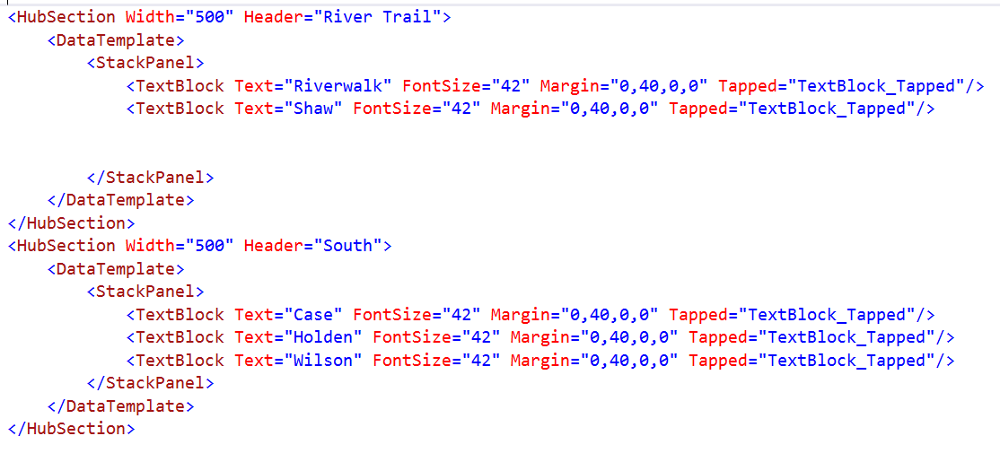 <HubSection Width="500" Header="River Trail">
    <DataTemplate>
        <StackPanel>
            <TextBlock Text="Riverwalk" FontSize="42" Margin="0,40,0,0" Tapped="TextBlock_Tapped"/>
            <TextBlock Text="Shaw" FontSize="42" Margin="0,40,0,0" Tapped="TextBlock_Tapped"/>
        </StackPanel>
    </DataTemplate>
</HubSection>
<HubSection Width="500" Header="South">
    <DataTemplate>
        <StackPanel>
            <TextBlock Text="Case" FontSize="42" Margin="0,40,0,0" Tapped="TextBlock_Tapped"/>
            <TextBlock Text="Holden" FontSize="42" Margin="0,40,0,0" Tapped="TextBlock_Tapped"/>
            <TextBlock Text="Wilson" FontSize="42" Margin="0,40,0,0" Tapped="TextBlock_Tapped"/>
        </StackPanel>
    </DataTemplate>
</HubSection>